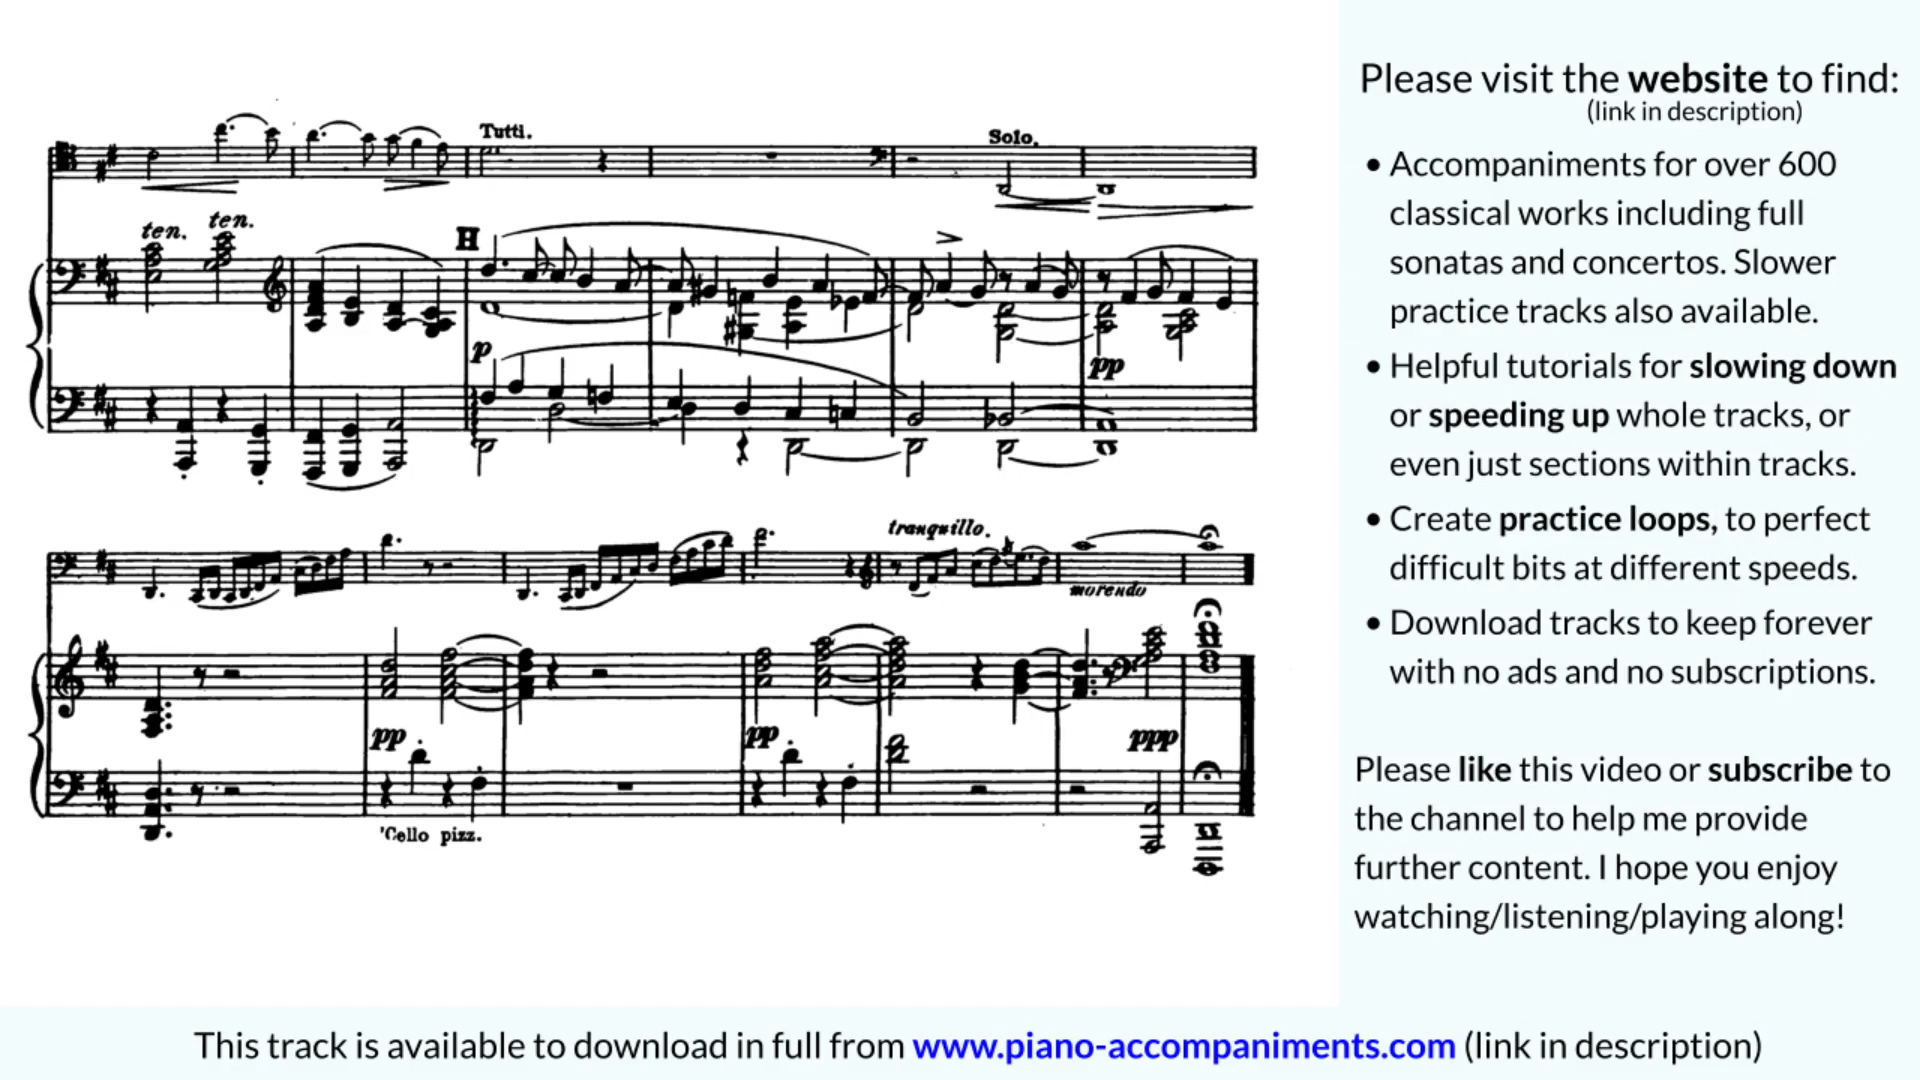 Tutti.
Solo.
ten. ten.
H
p
pp
tranquillo.
morendo
pp
pp
ppp
'Cello pizz.
Please visit the website to find:
(link in description)
• Accompaniments for over 600
classical works including full
sonatas and concertos. Slower
practice tracks also available.
• Helpful tutorials for slowing down
or speeding up whole tracks, or
even just sections within tracks.
• Create practice loops, to perfect
difficult bits at different speeds.
• Download tracks to keep forever
with no ads and no subscriptions.
Please like this video or subscribe to
the channel to help me provide
further content. I hope you enjoy
watching/listening/playing along!
This track is available to download in full from www.piano-accompaniments.com (link in description)